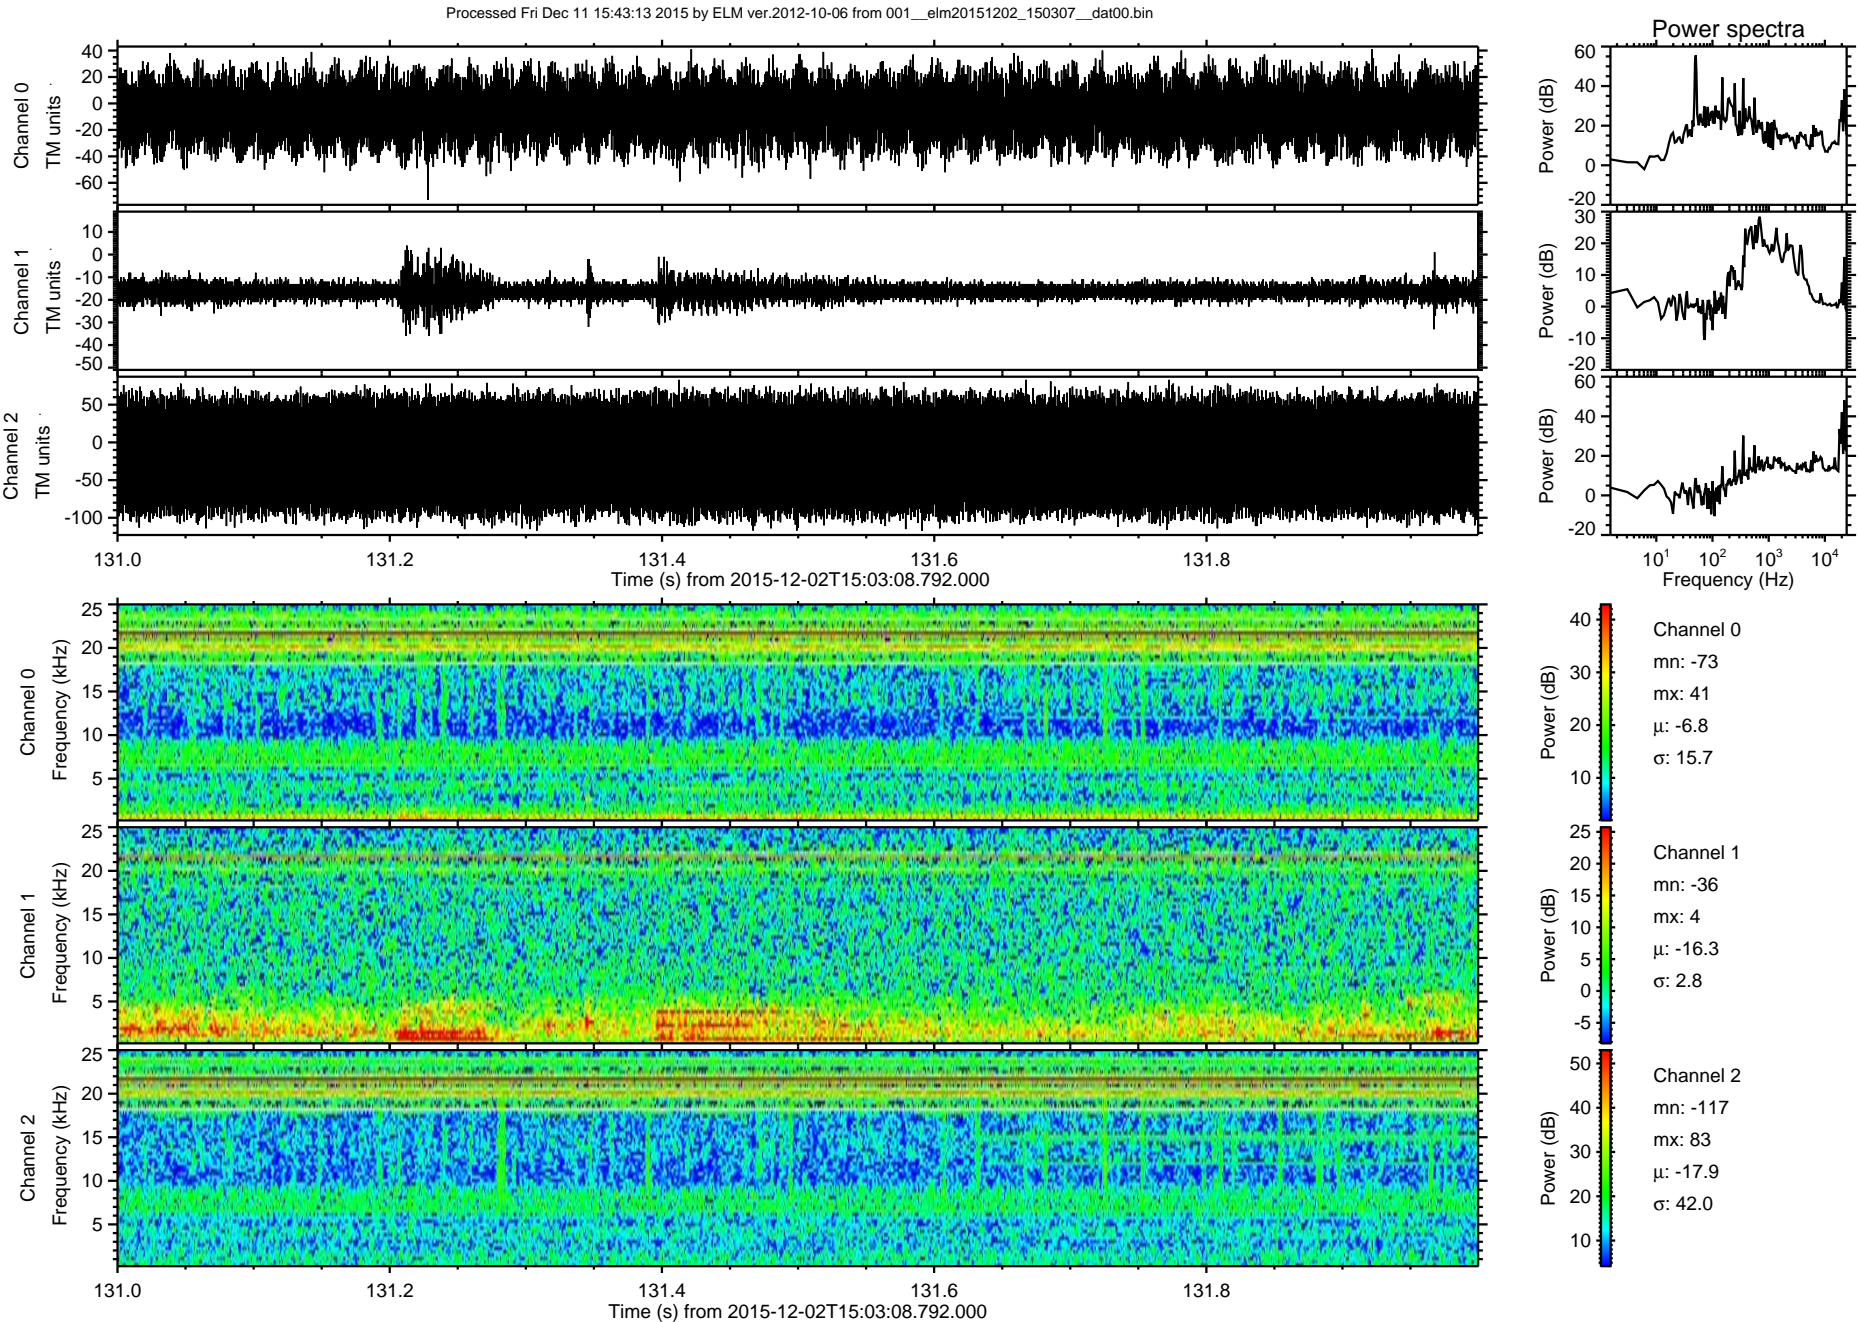 Processed Fri Dec 11 15:43:13 2015 by ELM ver.2012-10-06 from 001__elm20151202_150307__dat00.bin
Power spectra
Channel 0
TM units
40
20
0
-20
-40
-60
Power (dB)
60
40
20
0
-20
Channel 1
TM units
10
0
-10
-20
-30
-40
-50
Power (dB)
30
20
10
0
-10
-20
Channel 2
TM units
50
0
-50
-100
Power (dB)
60
40
20
0
-20
131.0 131.2 131.4 131.6 131.8
Time (s) from 2015-12-02T15:03:08.792.000
10¹ 10² 10³ 10⁴
Frequency (Hz)
Channel 0
Frequency (kHz)
25
20
15
10
5
Power (dB)
40
30
20
10
Channel 0
mn: -73
mx: 41
μ: -6.8
σ: 15.7
Channel 1
Frequency (kHz)
25
20
15
10
5
Power (dB)
25
20
15
10
5
0
-5
Channel 1
mn: -36
mx: 4
μ: -16.3
σ: 2.8
Channel 2
Frequency (kHz)
25
20
15
10
5
Power (dB)
50
40
30
20
10
Channel 2
mn: -117
mx: 83
μ: -17.9
σ: 42.0
131.0 131.2 131.4 131.6 131.8
Time (s) from 2015-12-02T15:03:08.792.000